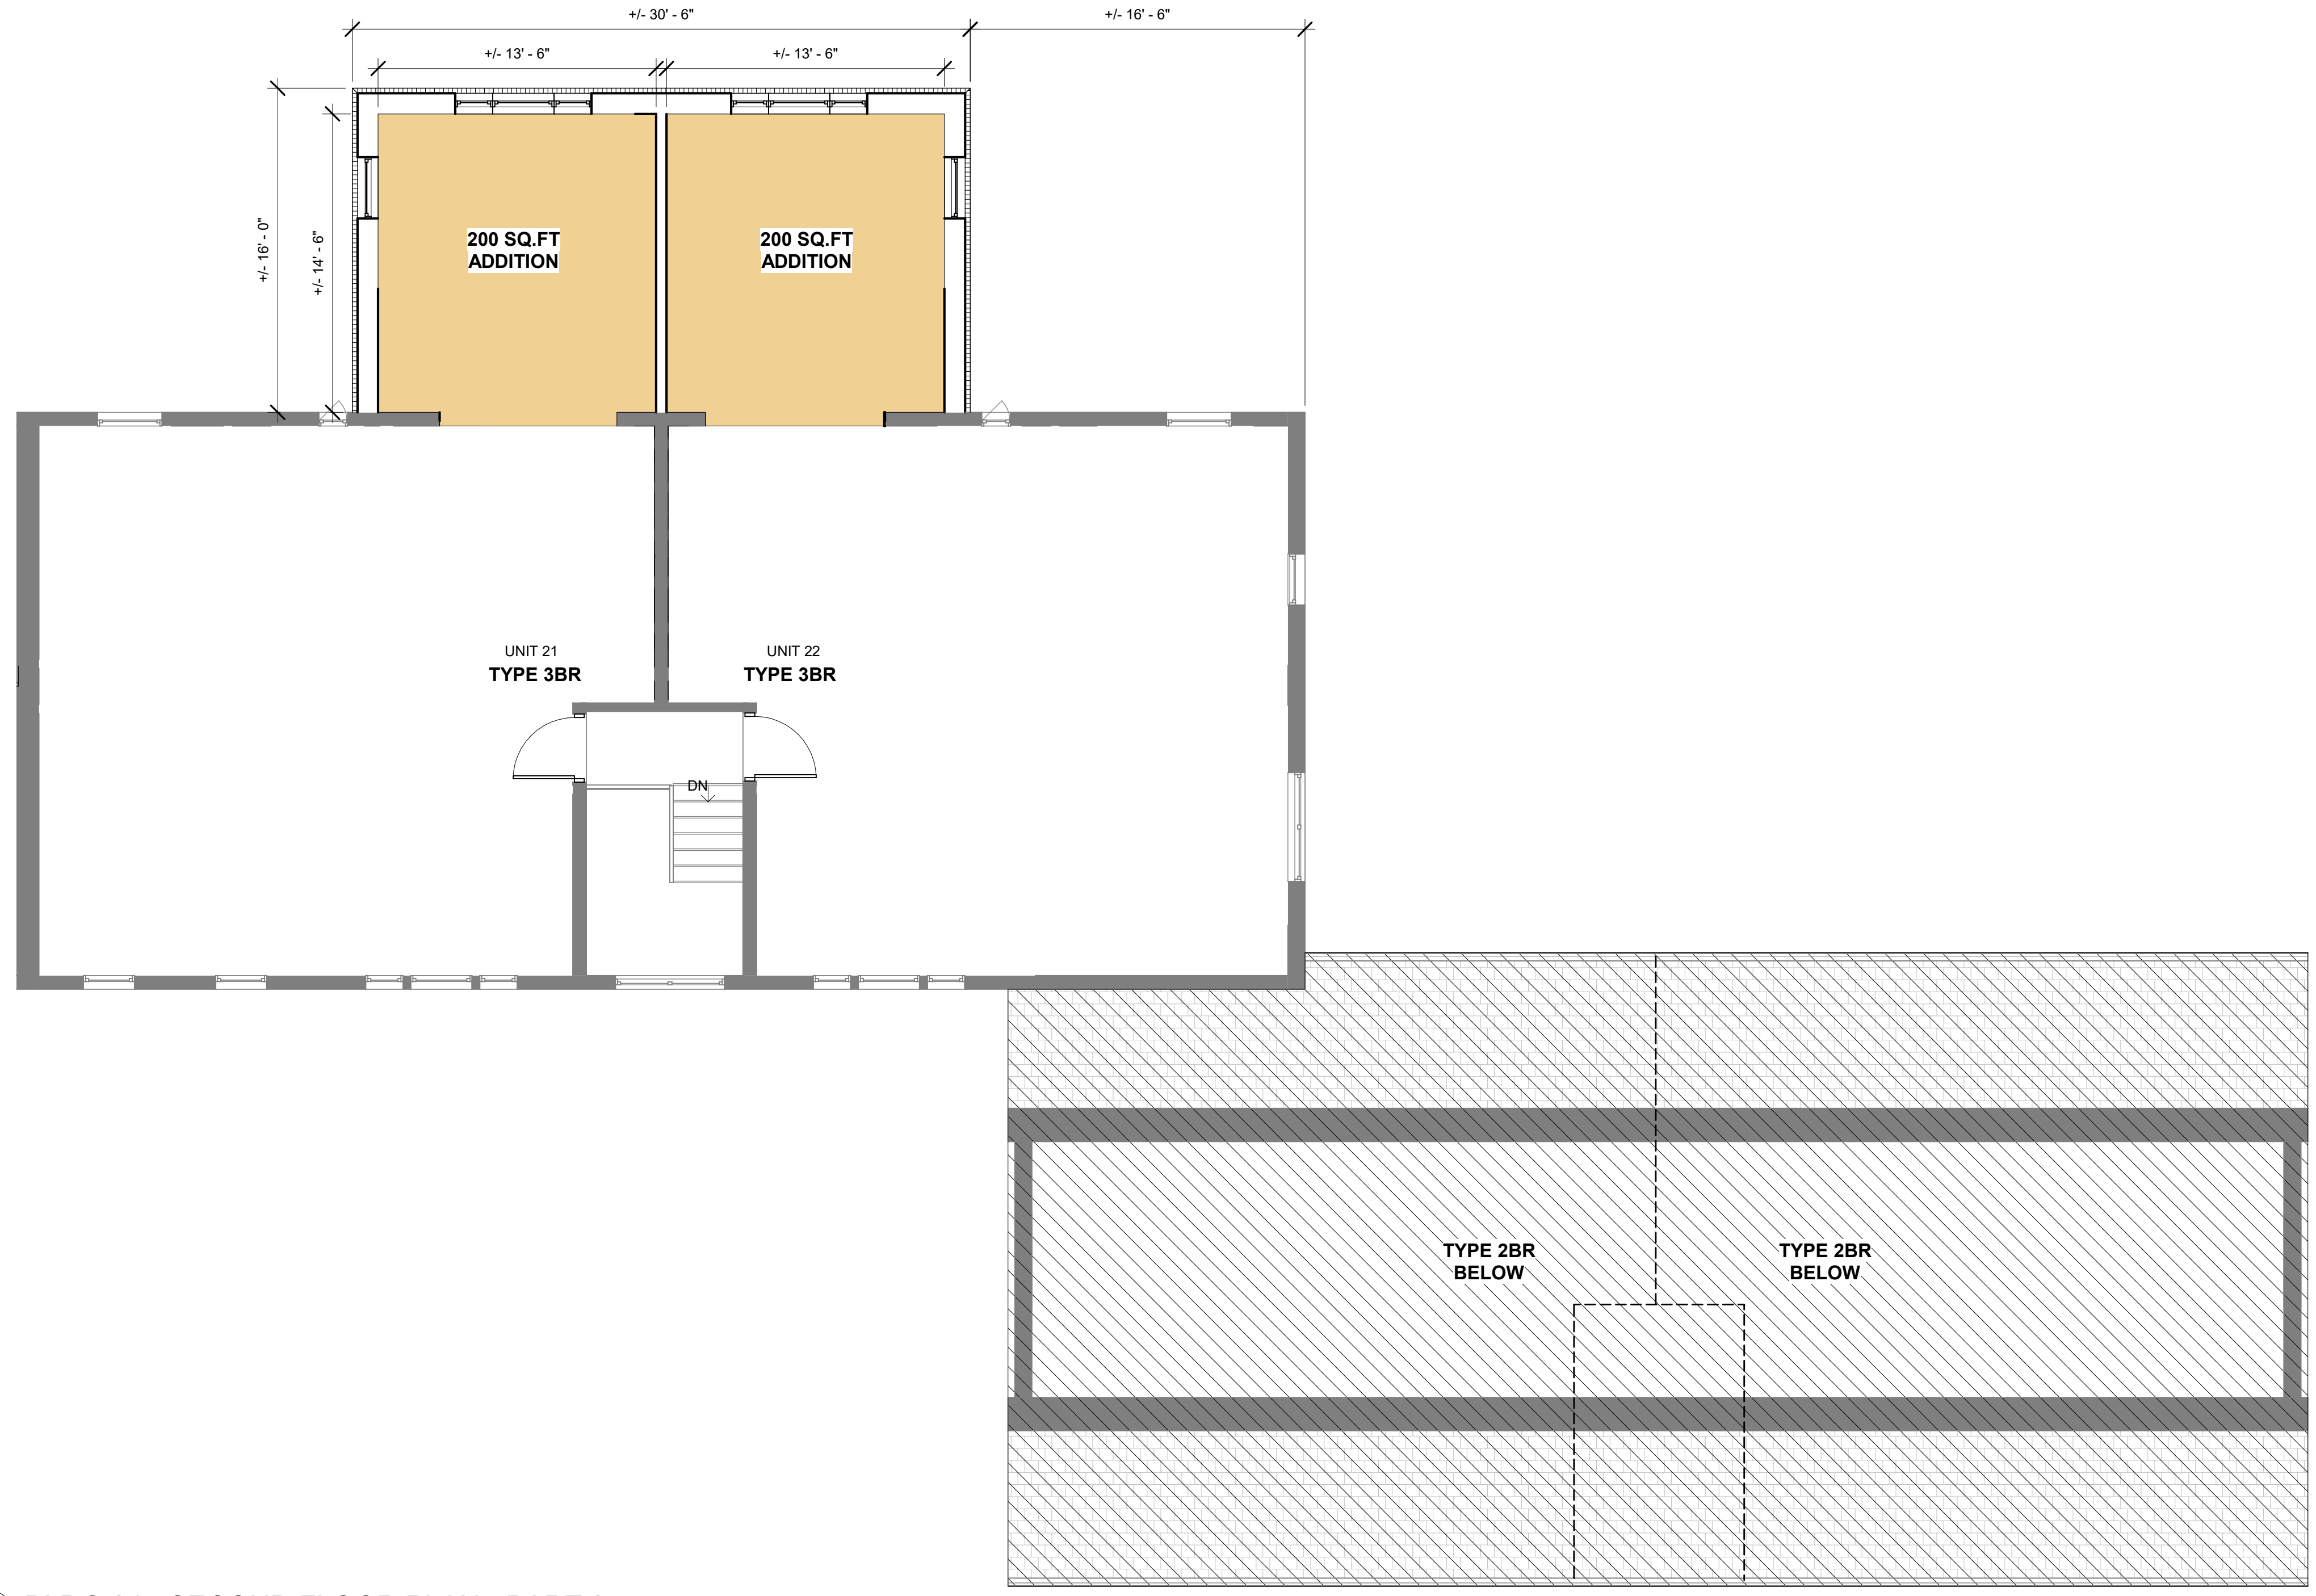 +/- 30' - 6"
+/- 16' - 6"
+/- 13' - 6"
+/- 13' - 6"
+/- 16' - 0"
+/- 14' - 6"
200 SQ.FT
ADDITION
200 SQ.FT
ADDITION
UNIT 21
TYPE 3BR
UNIT 22
TYPE 3BR
DN
TYPE 2BR
BELOW
TYPE 2BR
BELOW